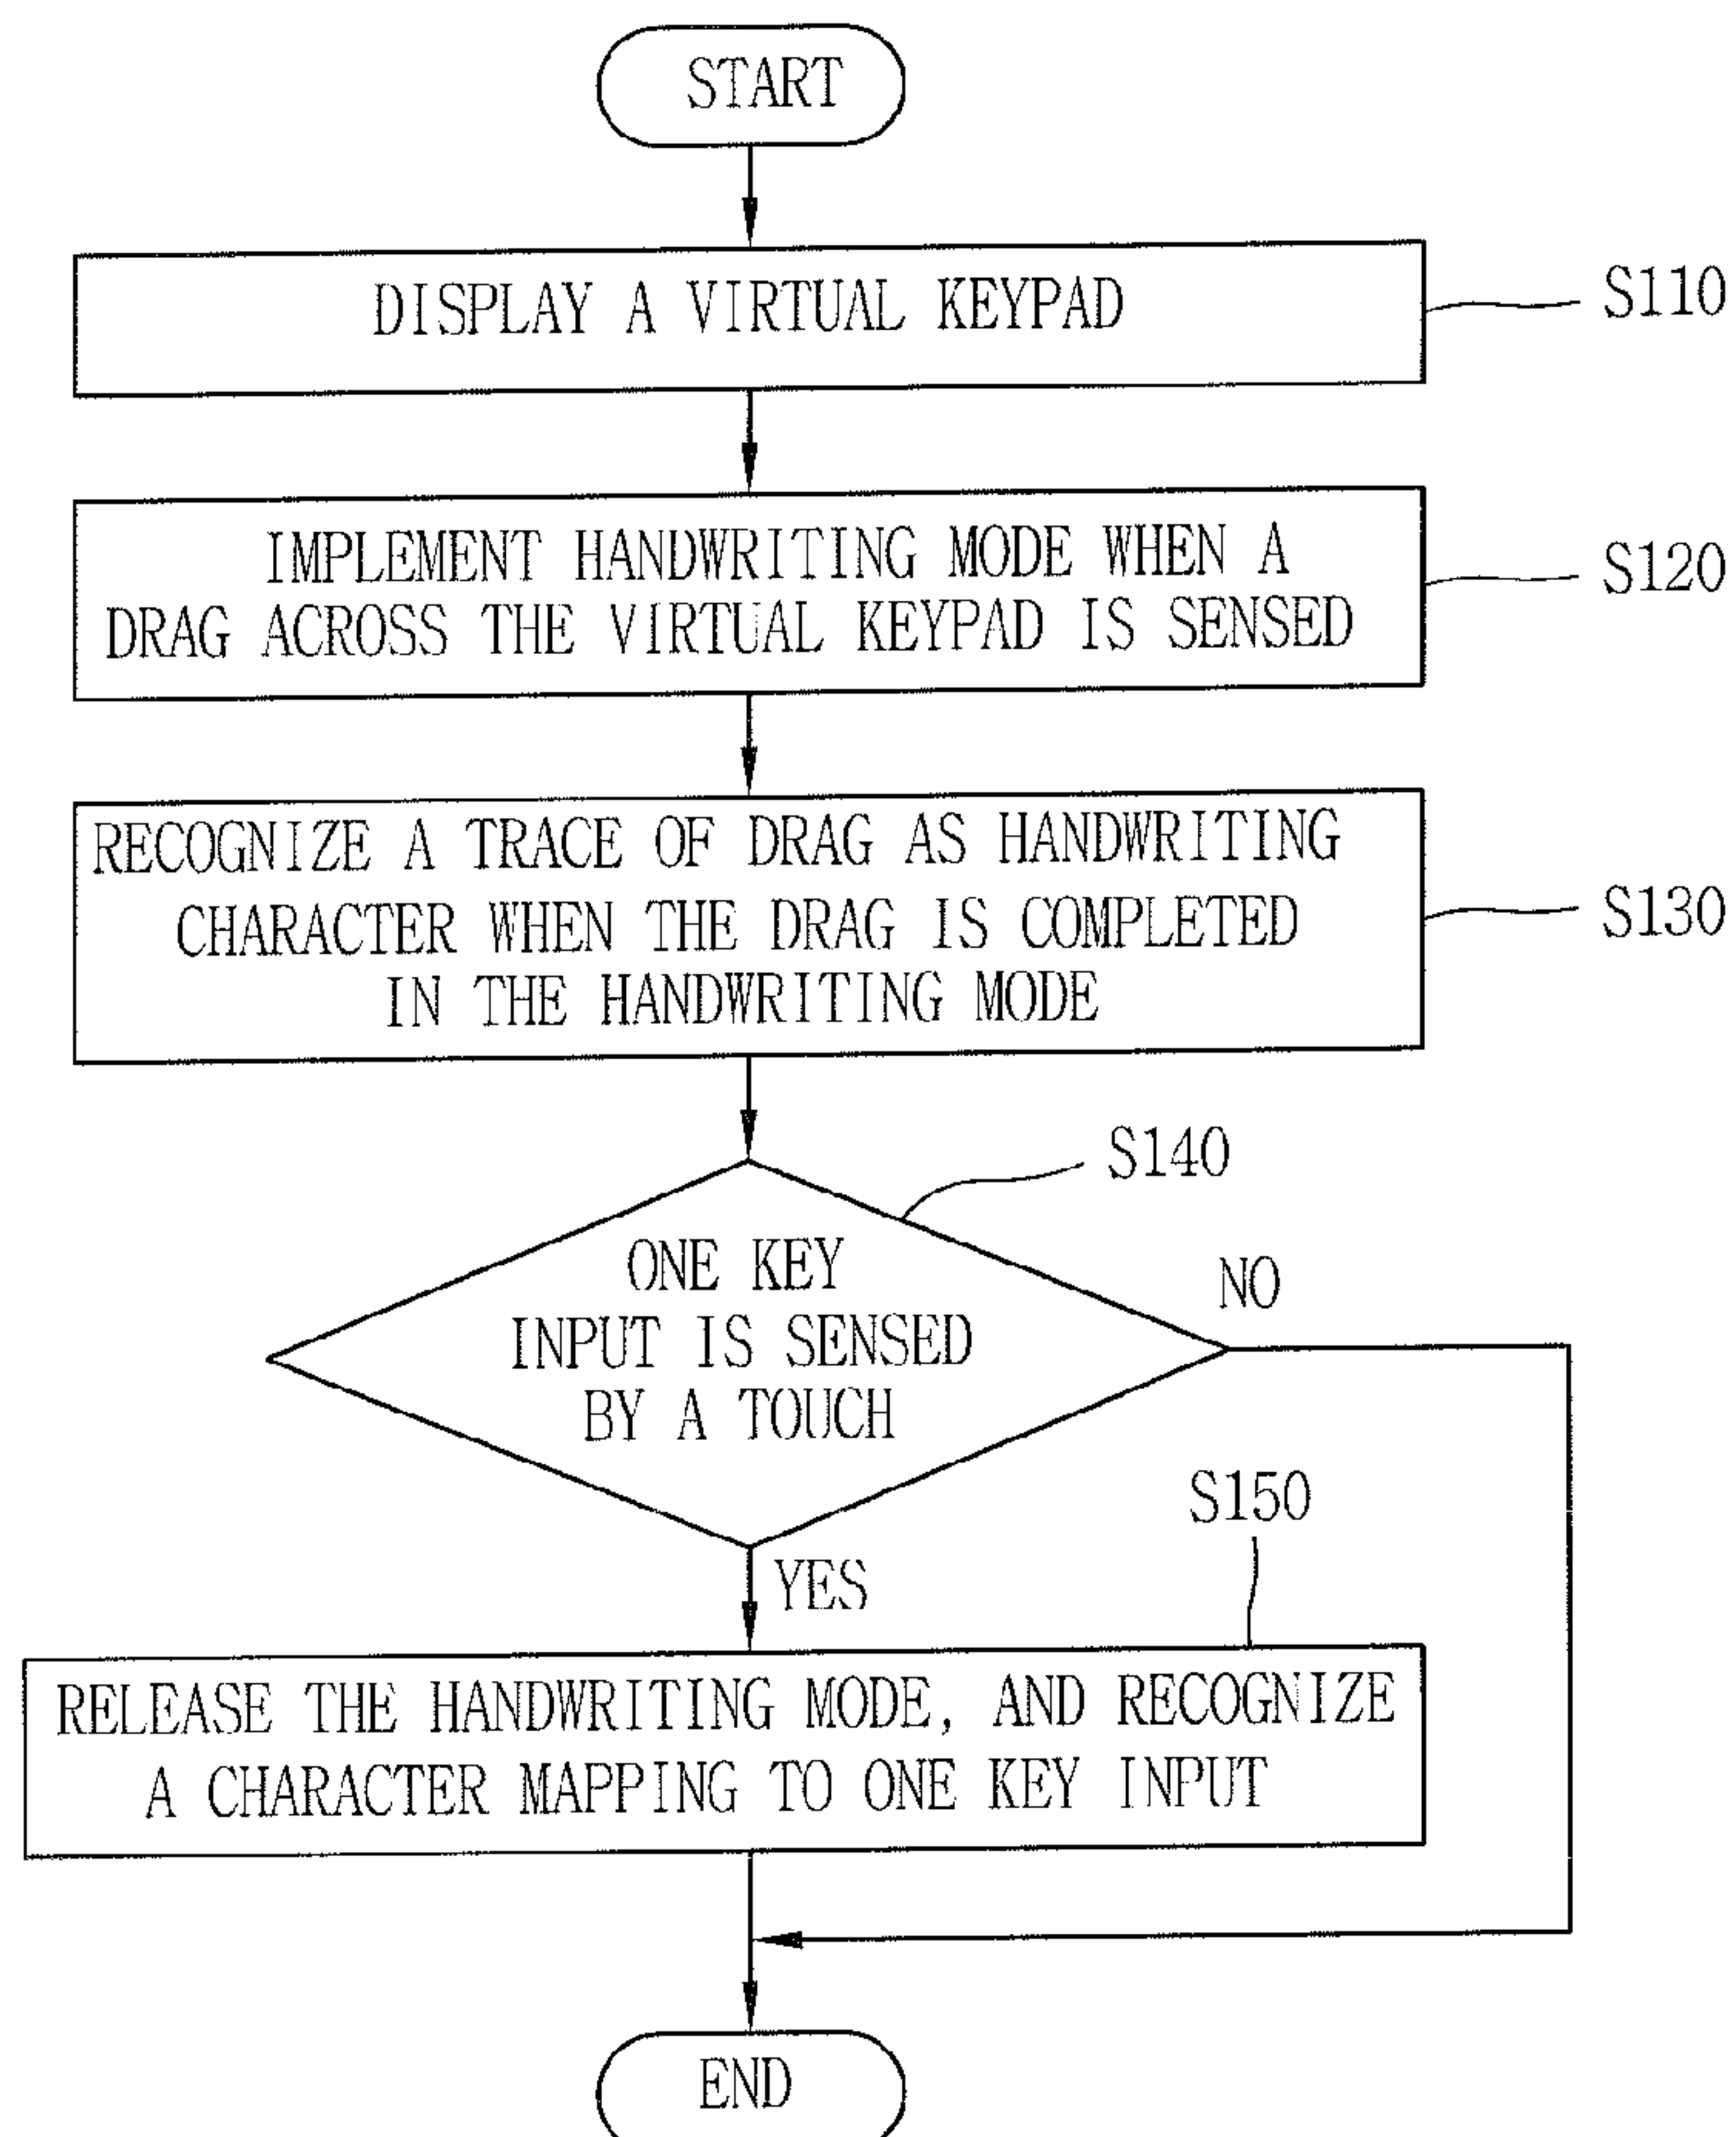 START
DISPLAY A VIRTUAL KEYPAD
S110
IMPLEMENT HANDWRITING MODE WHEN A
DRAG ACROSS THE VIRTUAL KEYPAD IS SENSED
S120
RECOGNIZE A TRACE OF DRAG AS HANDWRITING
CHARACTER WHEN THE DRAG IS COMPLETED
IN THE HANDWRITING MODE
S130
S140
ONE KEY
INPUT IS SENSED
BY A TOUCH
NO
YES
S150
RELEASE THE HANDWRITING MODE, AND RECOGNIZE
A CHARACTER MAPPING TO ONE KEY INPUT
END